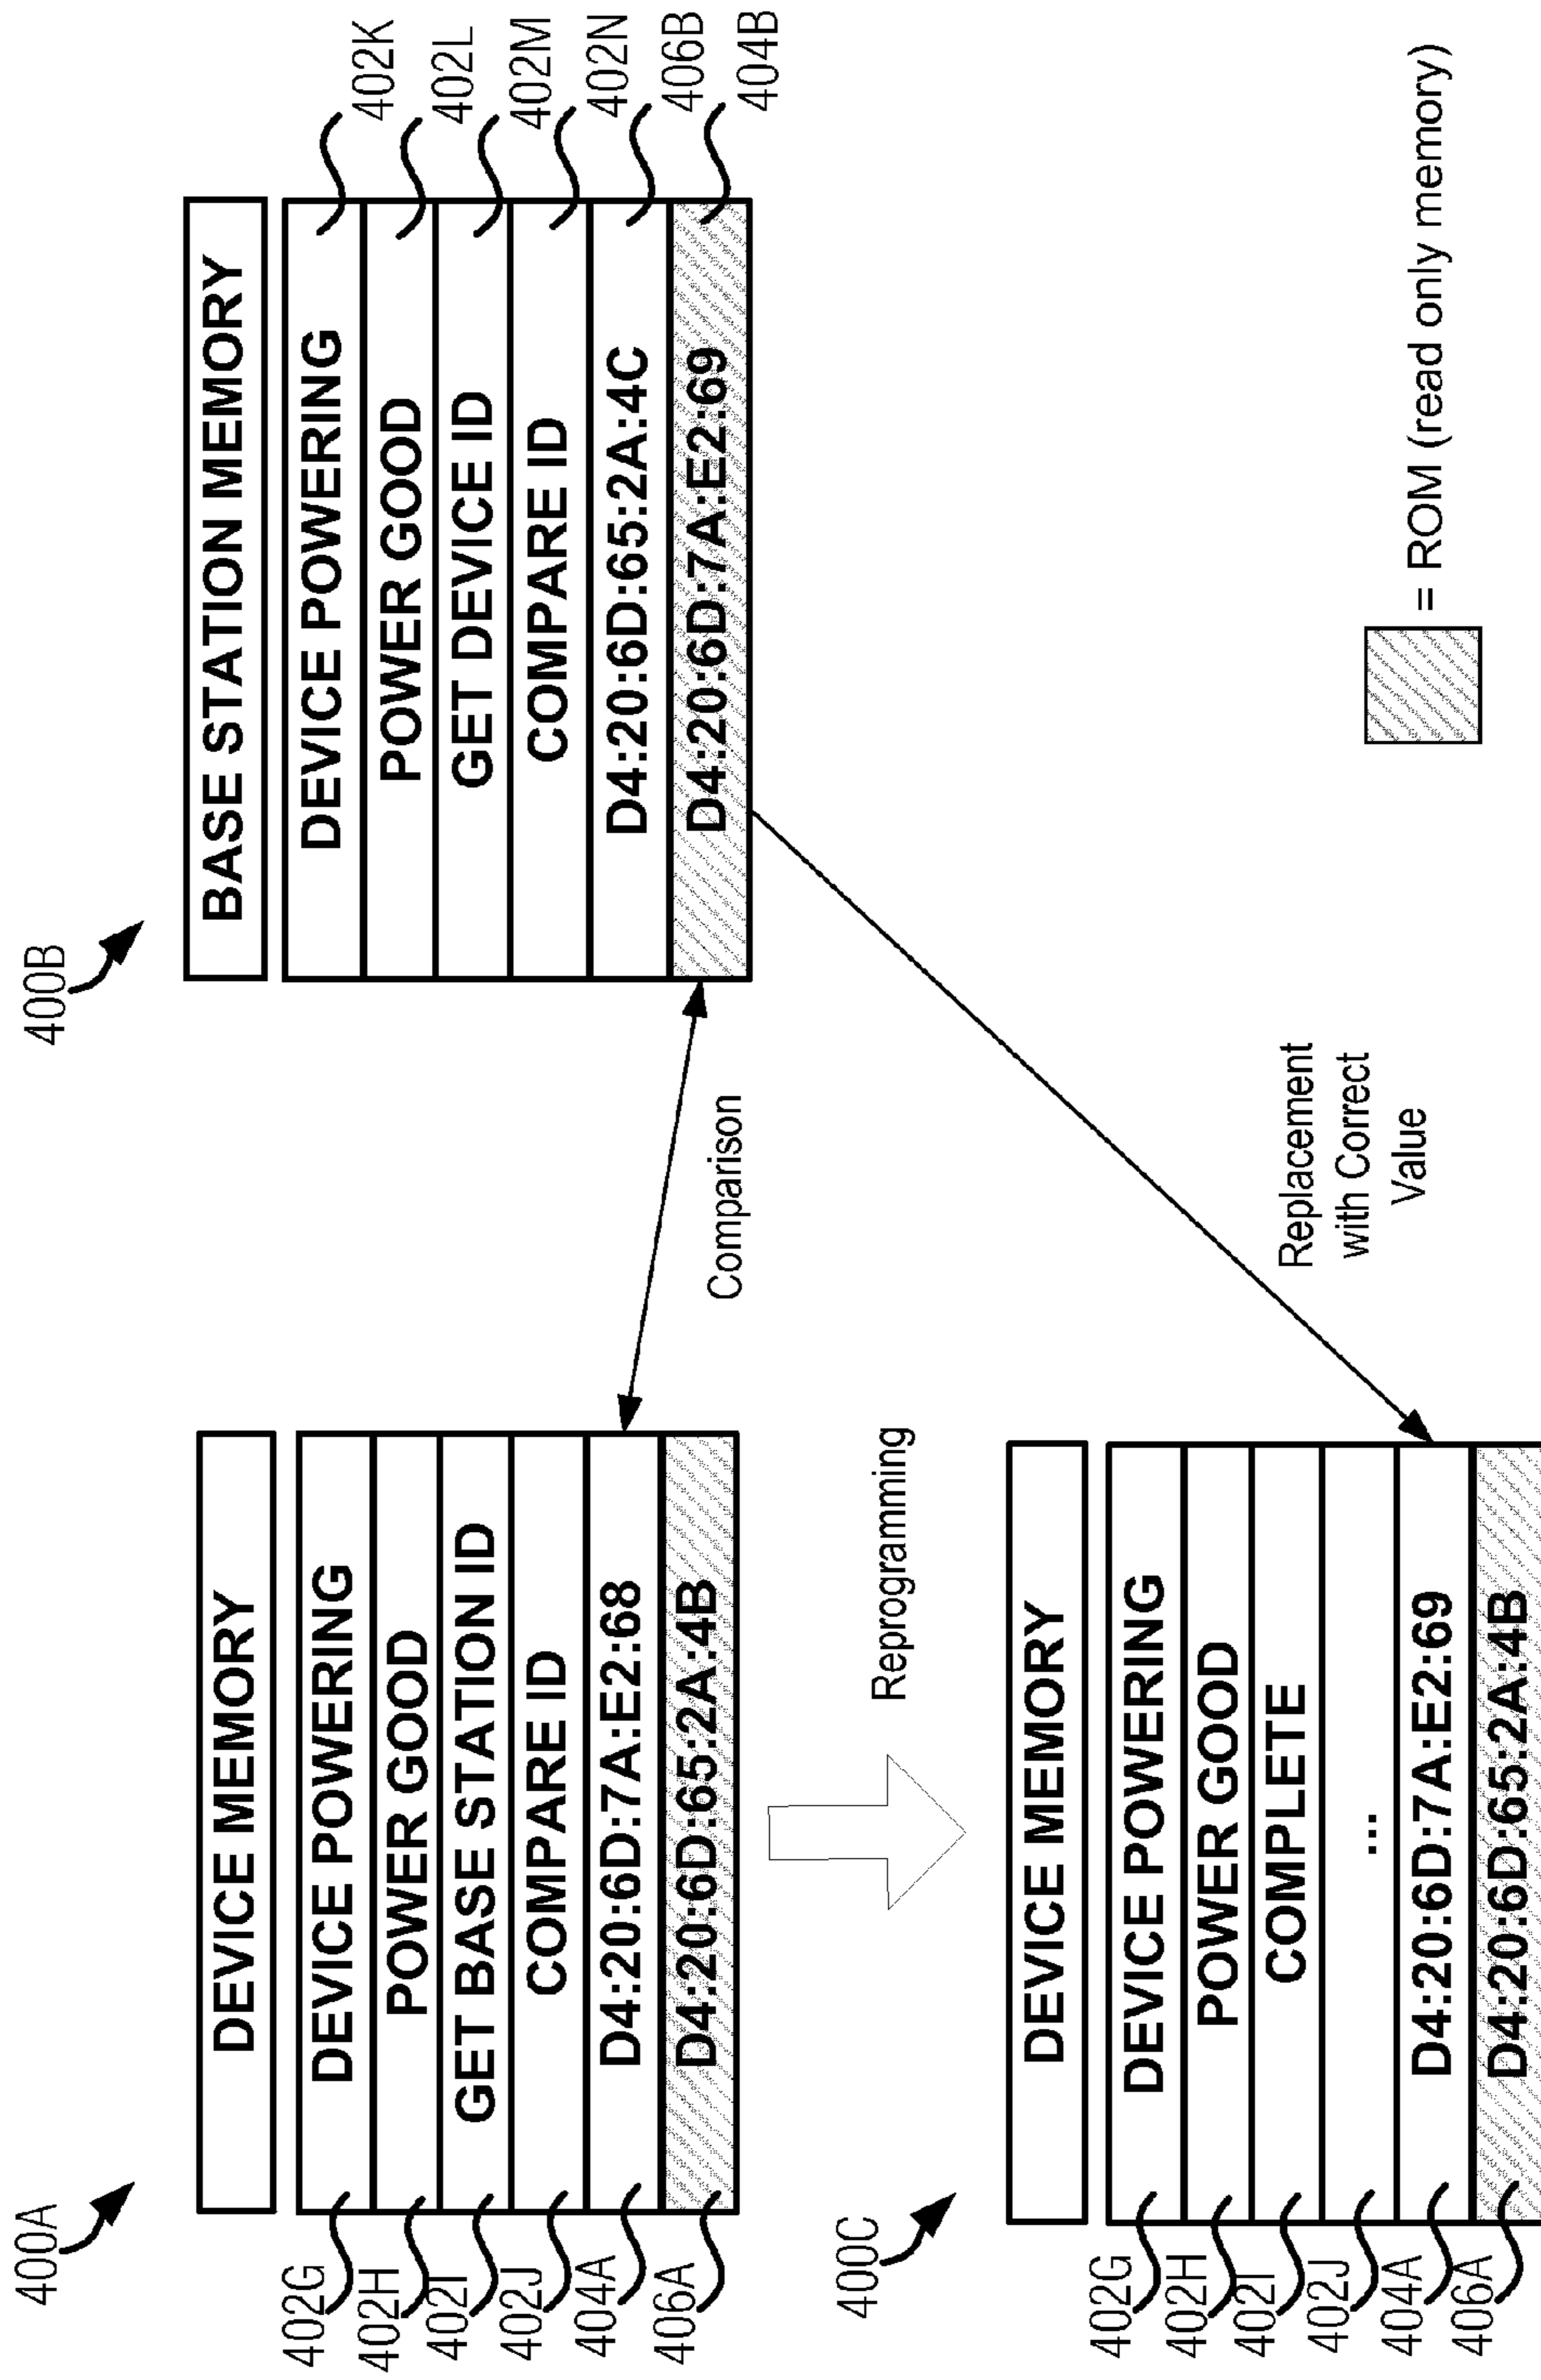 400A
DEVICE MEMORY
402G
DEVICE POWERING
402H
POWER GOOD
402I
GET BASE STATION ID
402J
COMPARE ID
404A
D4:20:6D:7A:E2:68
406A
D4:20:6D:65:2A:4B
Comparison
400B
BASE STATION MEMORY
DEVICE POWERING
402K
POWER GOOD
402L
GET DEVICE ID
402M
COMPARE ID
402N
D4:20:6D:65:2A:4C
406B
D4:20:6D:7A:E2:69
404B
Reprogramming
Replacement
with Correct
Value
400C
DEVICE MEMORY
402G
DEVICE POWERING
402H
POWER GOOD
402I
COMPLETE
402J
...
404A
D4:20:6D:7A:E2:69
406A
D4:20:6D:65:2A:4B
= ROM (read only memory)